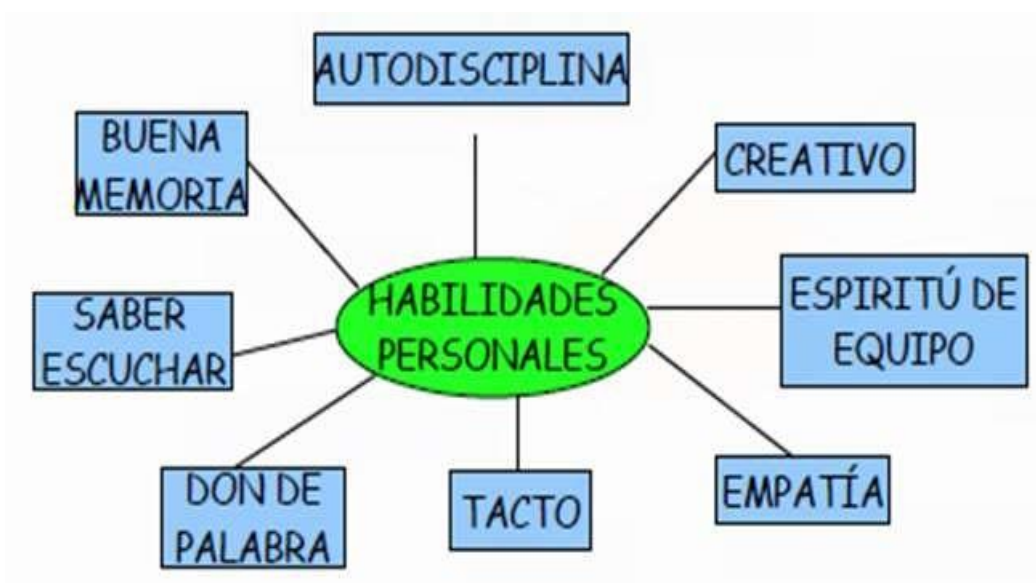 AUTODISCIPLINA
BUENA
MEMORIA
CREATIVO
SABER
ESCUCHAR
HABILIDADES
PERSONALES
ESPIRITÚ DE
EQUIPO
DON DE
PALABRA
TACTO
EMPATÍA